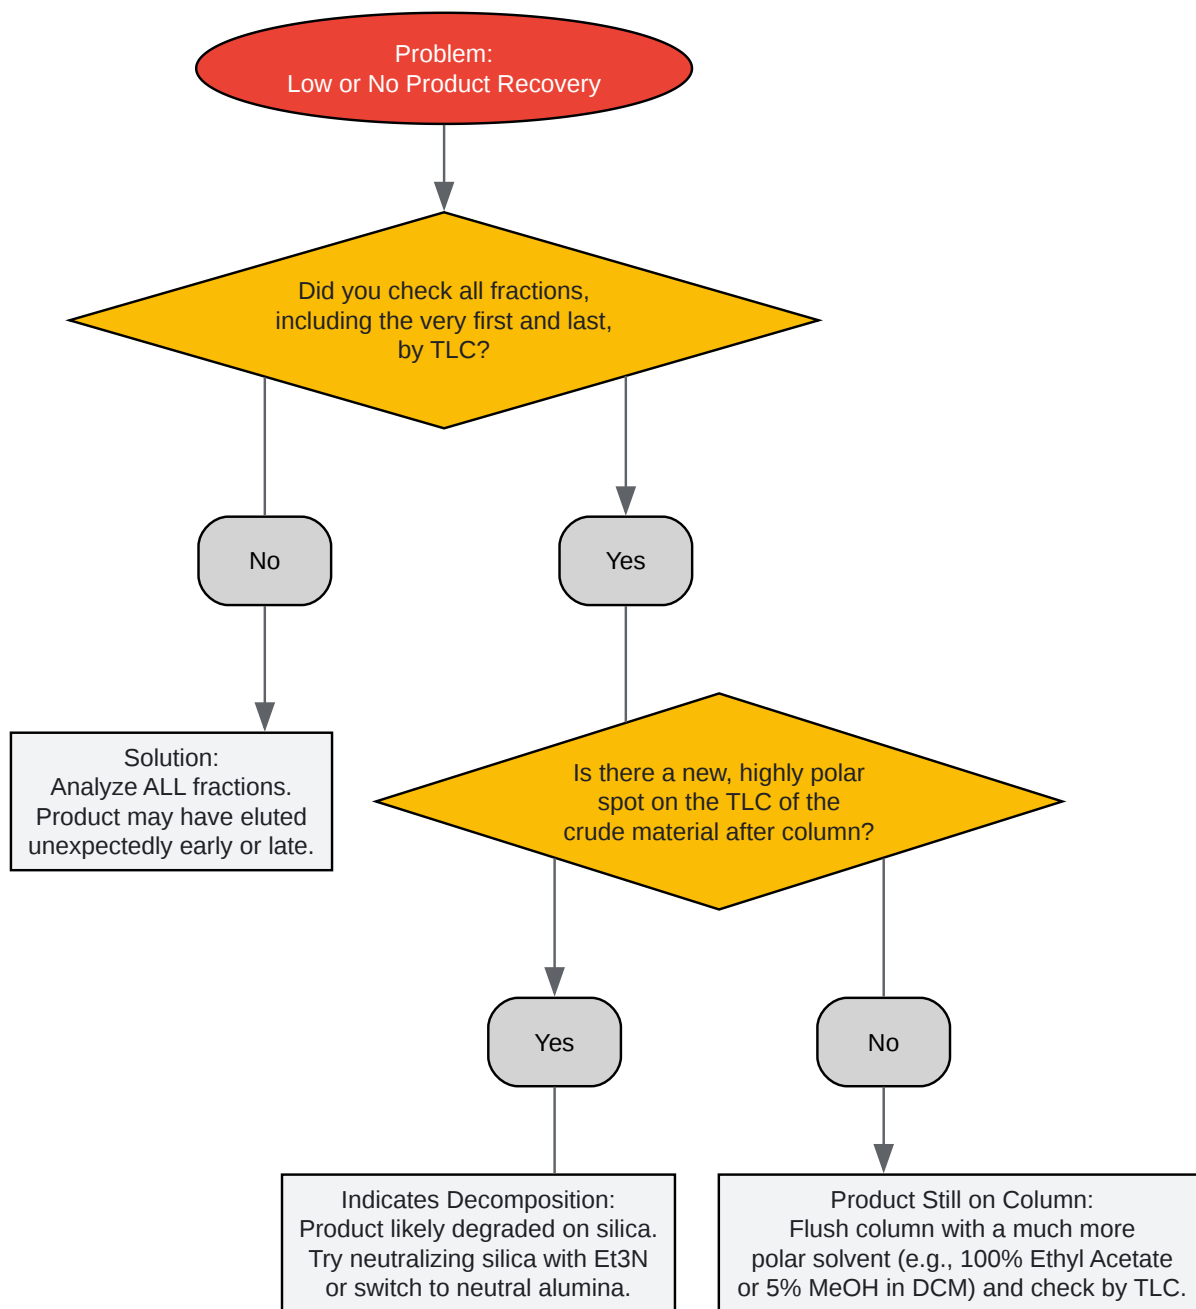 Problem:
Low or No Product Recovery
Did you check all fractions,
including the very first and last,
by TLC?
No
Yes
Solution:
Analyze ALL fractions.
Product may have eluted
unexpectedly early or late.
Is there a new, highly polar
spot on the TLC of the
crude material after column?
Yes
No
Indicates Decomposition:
Product likely degraded on silica.
Try neutralizing silica with Et3N
or switch to neutral alumina.
Product Still on Column:
Flush column with a much more
polar solvent (e.g., 100% Ethyl Acetate
or 5% MeOH in DCM) and check by TLC.